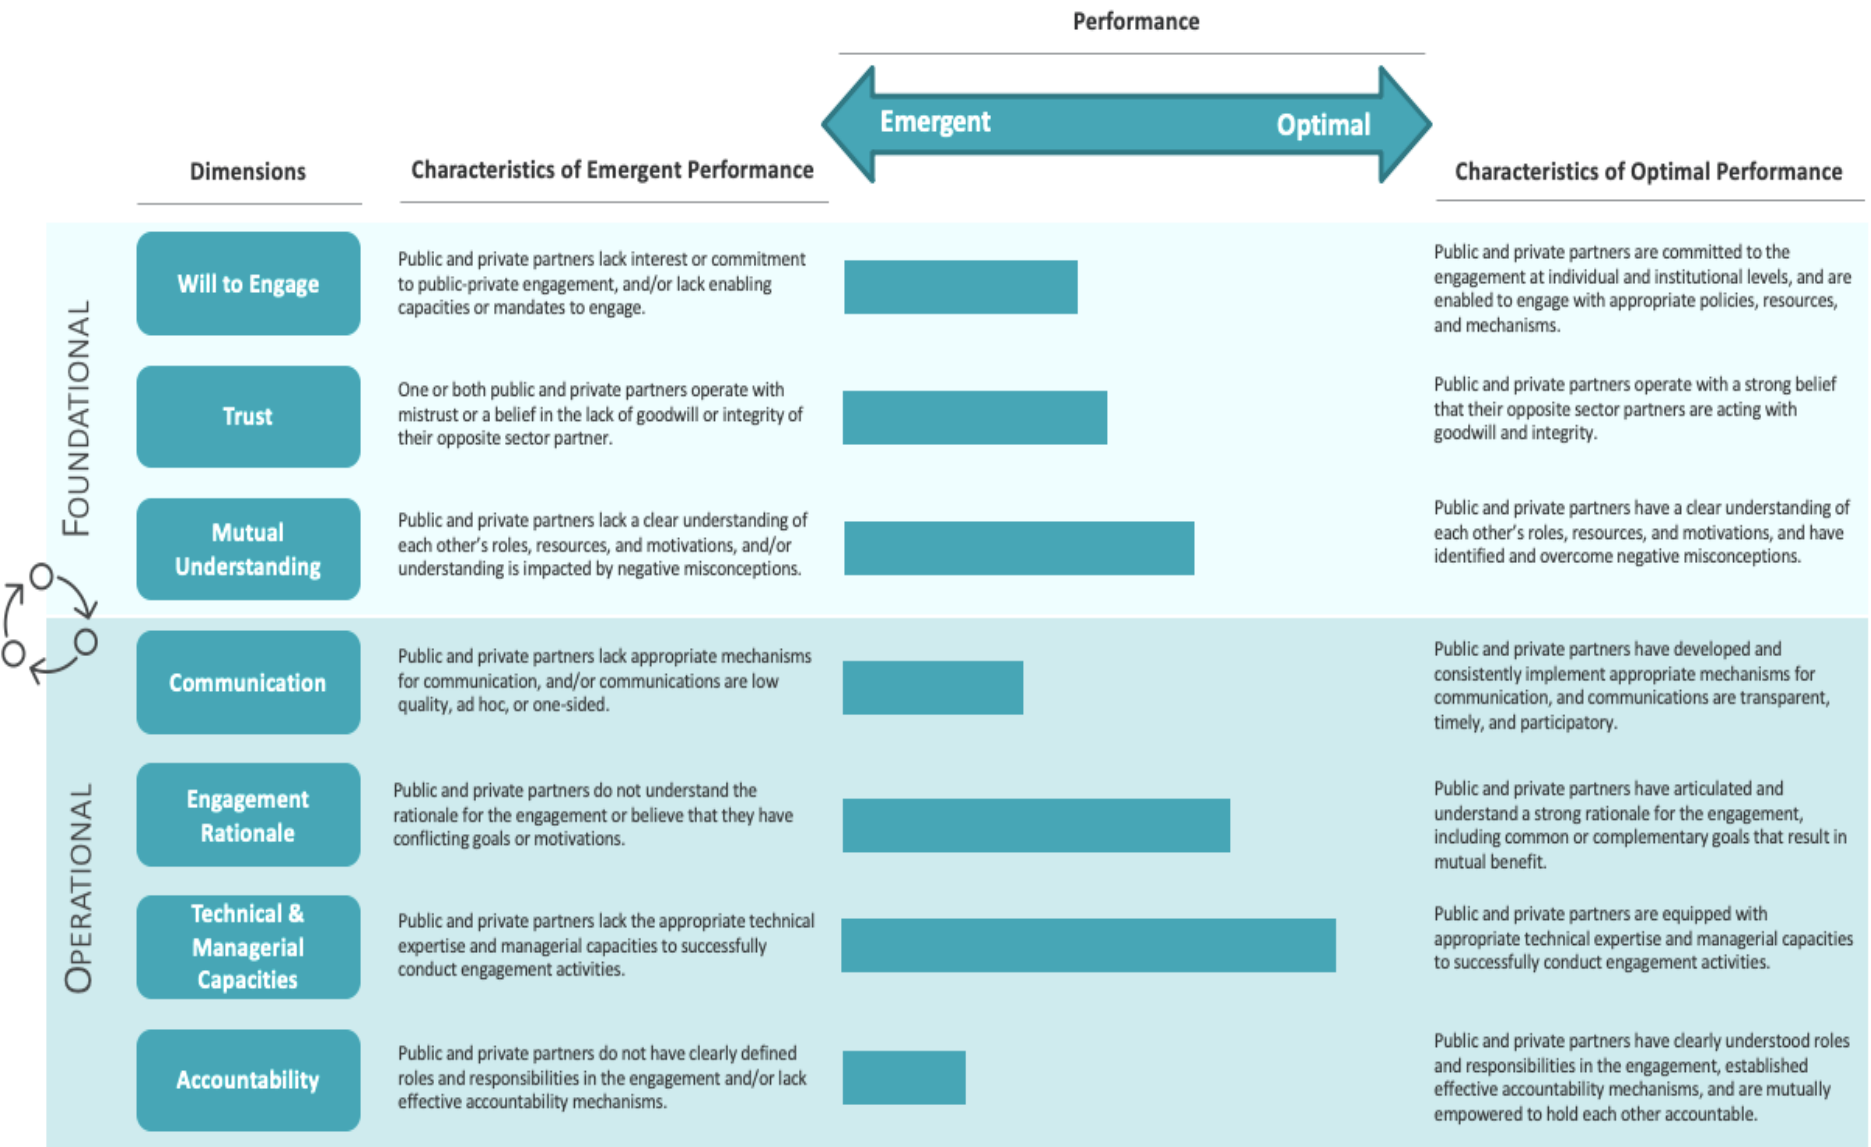 Performance
Emergent
Optimal
Dimensions
Characteristics of Emergent Performance
Characteristics of Optimal Performance
FOUNDATIONAL
Will to Engage
Public and private partners lack interest or commitment
to public-private engagement, and/or lack enabling
capacities or mandates to engage.
Public and private partners are committed to the
engagement at individual and institutional levels, and are
enabled to engage with appropriate policies, resources,
and mechanisms.
Trust
One or both public and private partners operate with
mistrust or a belief in the lack of goodwill or integrity of
their opposite sector partner.
Public and private partners operate with a strong belief
that their opposite sector partners are acting with
goodwill and integrity.
Mutual
Understanding
Public and private partners lack a clear understanding of
each other's roles, resources, and motivations, and/or
understanding is impacted by negative misconceptions.
Public and private partners have a clear understanding of
each other's roles, resources, and motivations, and have
identified and overcome negative misconceptions.
OPERATIONAL
Communication
Public and private partners lack appropriate mechanisms
for communication, and/or communications are low
quality, ad hoc, or one-sided.
Public and private partners have developed and
consistently implement appropriate mechanisms for
communication, and communications are transparent,
timely, and participatory.
Engagement
Rationale
Public and private partners do not understand the
rationale for the engagement or believe that they have
conflicting goals or motivations.
Public and private partners have articulated and
understand a strong rationale for the engagement,
including common or complementary goals that result in
mutual benefit.
Technical &
Managerial
Capacities
Public and private partners lack the appropriate technical
expertise and managerial capacities to successfully
conduct engagement activities.
Public and private partners are equipped with
appropriate technical expertise and managerial capacities
to successfully conduct engagement activities.
Accountability
Public and private partners do not have clearly defined
roles and responsibilities in the engagement and/or lack
effective accountability mechanisms.
Public and private partners have clearly understood roles
and responsibilities in the engagement, established
effective accountability mechanisms, and are mutually
empowered to hold each other accountable.